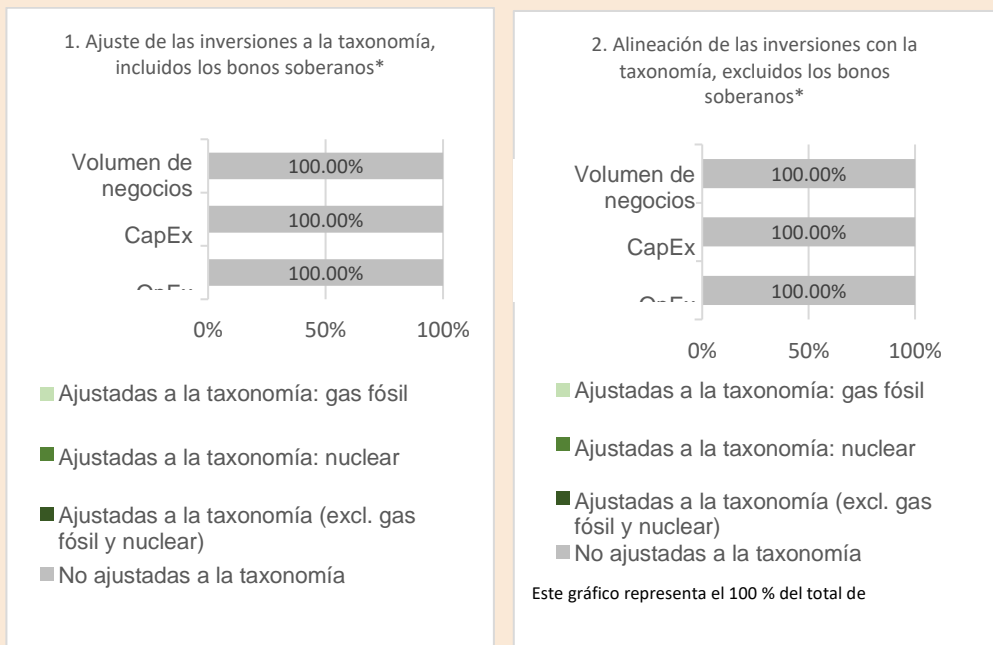 1. Ajuste de las inversiones a la taxonomía,
incluidos los bonos soberanos*
Volumen de
negocios
100.00%
CapEx
100.00%
100.00%
0%
50%
100%
Ajustadas a la taxonomía: gas fósil
Ajustadas a la taxonomía: nuclear
Ajustadas a la taxonomía (excl. gas
fósil y nuclear)
No ajustadas a la taxonomía
2. Alineación de las inversiones con la
taxonomía, excluidos los bonos
soberanos*
Volumen de
negocios
100.00%
CapEx
100.00%
100.00%
0%
50%
100%
Ajustadas a la taxonomía: gas fósil
Ajustadas a la taxonomía: nuclear
Ajustadas a la taxonomía (excl. gas
fósil y nuclear)
No ajustadas a la taxonomía
Este gráfico representa el 100 % del total de